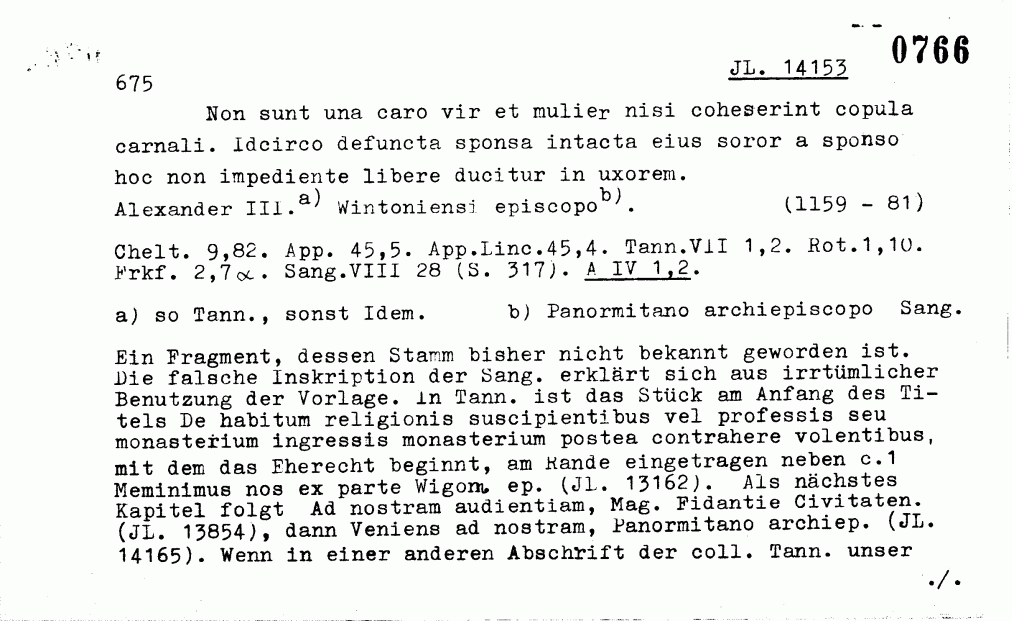 0766
JL. 14153
675
Non sunt una caro vir et mulier nisi coheserint copula
carnali. Idcirco defuncta sponsa intacta eius soror a sponso
hoc non impediente libere ducitur in uxorem.
Alexander III.a) Wintoniensi episcopob). (1159 - 81)
Chelt. 9,82. App. 45,5. App.Linc.45,4. Tann.VII 1,2. Rot.1,10.
Frkf. 2,7α. Sang.VIII 28 (S. 317). A IV 1,2.
a) so Tann., sonst Idem. b) Panormitano archiepiscopo Sang.
Ein Fragment, dessen Stamm bisher nicht bekannt geworden ist.
Die falsche Inskription der Sang. erklärt sich aus irrtümlicher
Benutzung der Vorlage. In Tann. ist das Stück am Anfang des Ti-
tels De habitum religionis suscipientibus vel professis seu
monasterium ingressis monasterium postea contrahere volentibus,
mit dem das Eherecht beginnt, am Rande eingetragen neben c.1
Meminimus nos ex parte Wigom. ep. (JL. 13162). Als nächstes
Kapitel folgt Ad nostram audientiam, Mag. Fidantie Civitaten.
(JL. 13854), dann Veniens ad nostram, Panormitano archiep. (JL.
14165). Wenn in einer anderen Abschrift der coll. Tann. unser
./.